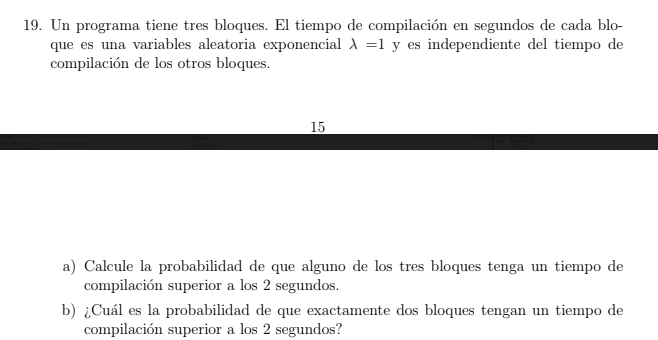 19. Un programa tiene tres bloques. El tiempo de compilación en segundos de cada blo-
que es una variables aleatoria exponencial λ =1 y es independiente del tiempo de
compilación de los otros bloques.
15
a) Calcule la probabilidad de que alguno de los tres bloques tenga un tiempo de
compilación superior a los 2 segundos.
b) ¿Cuál es la probabilidad de que exactamente dos bloques tengan un tiempo de
compilación superior a los 2 segundos?